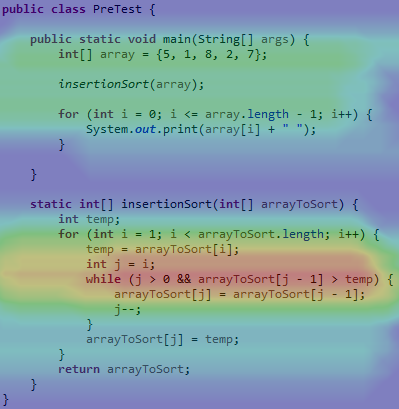 public class PreTest {
    public static void main(String[] args) {
        int[] array = {5, 1, 8, 2, 7};
        insertionSort(array);
        for (int i = 0; i <= array.length - 1; i++) {
            System.out.print(array[i] + " ");
        }
    }
    static int[] insertionSort(int[] arrayToSort) {
        int temp;
        for (int i = 1; i < arrayToSort.length; i++) {
            temp = arrayToSort[i];
            int j = i;
            while (j > 0 && arrayToSort[j - 1] > temp) {
                arrayToSort[j] = arrayToSort[j - 1];
                j--;
            }
            arrayToSort[j] = temp;
        }
        return arrayToSort;
    }
}